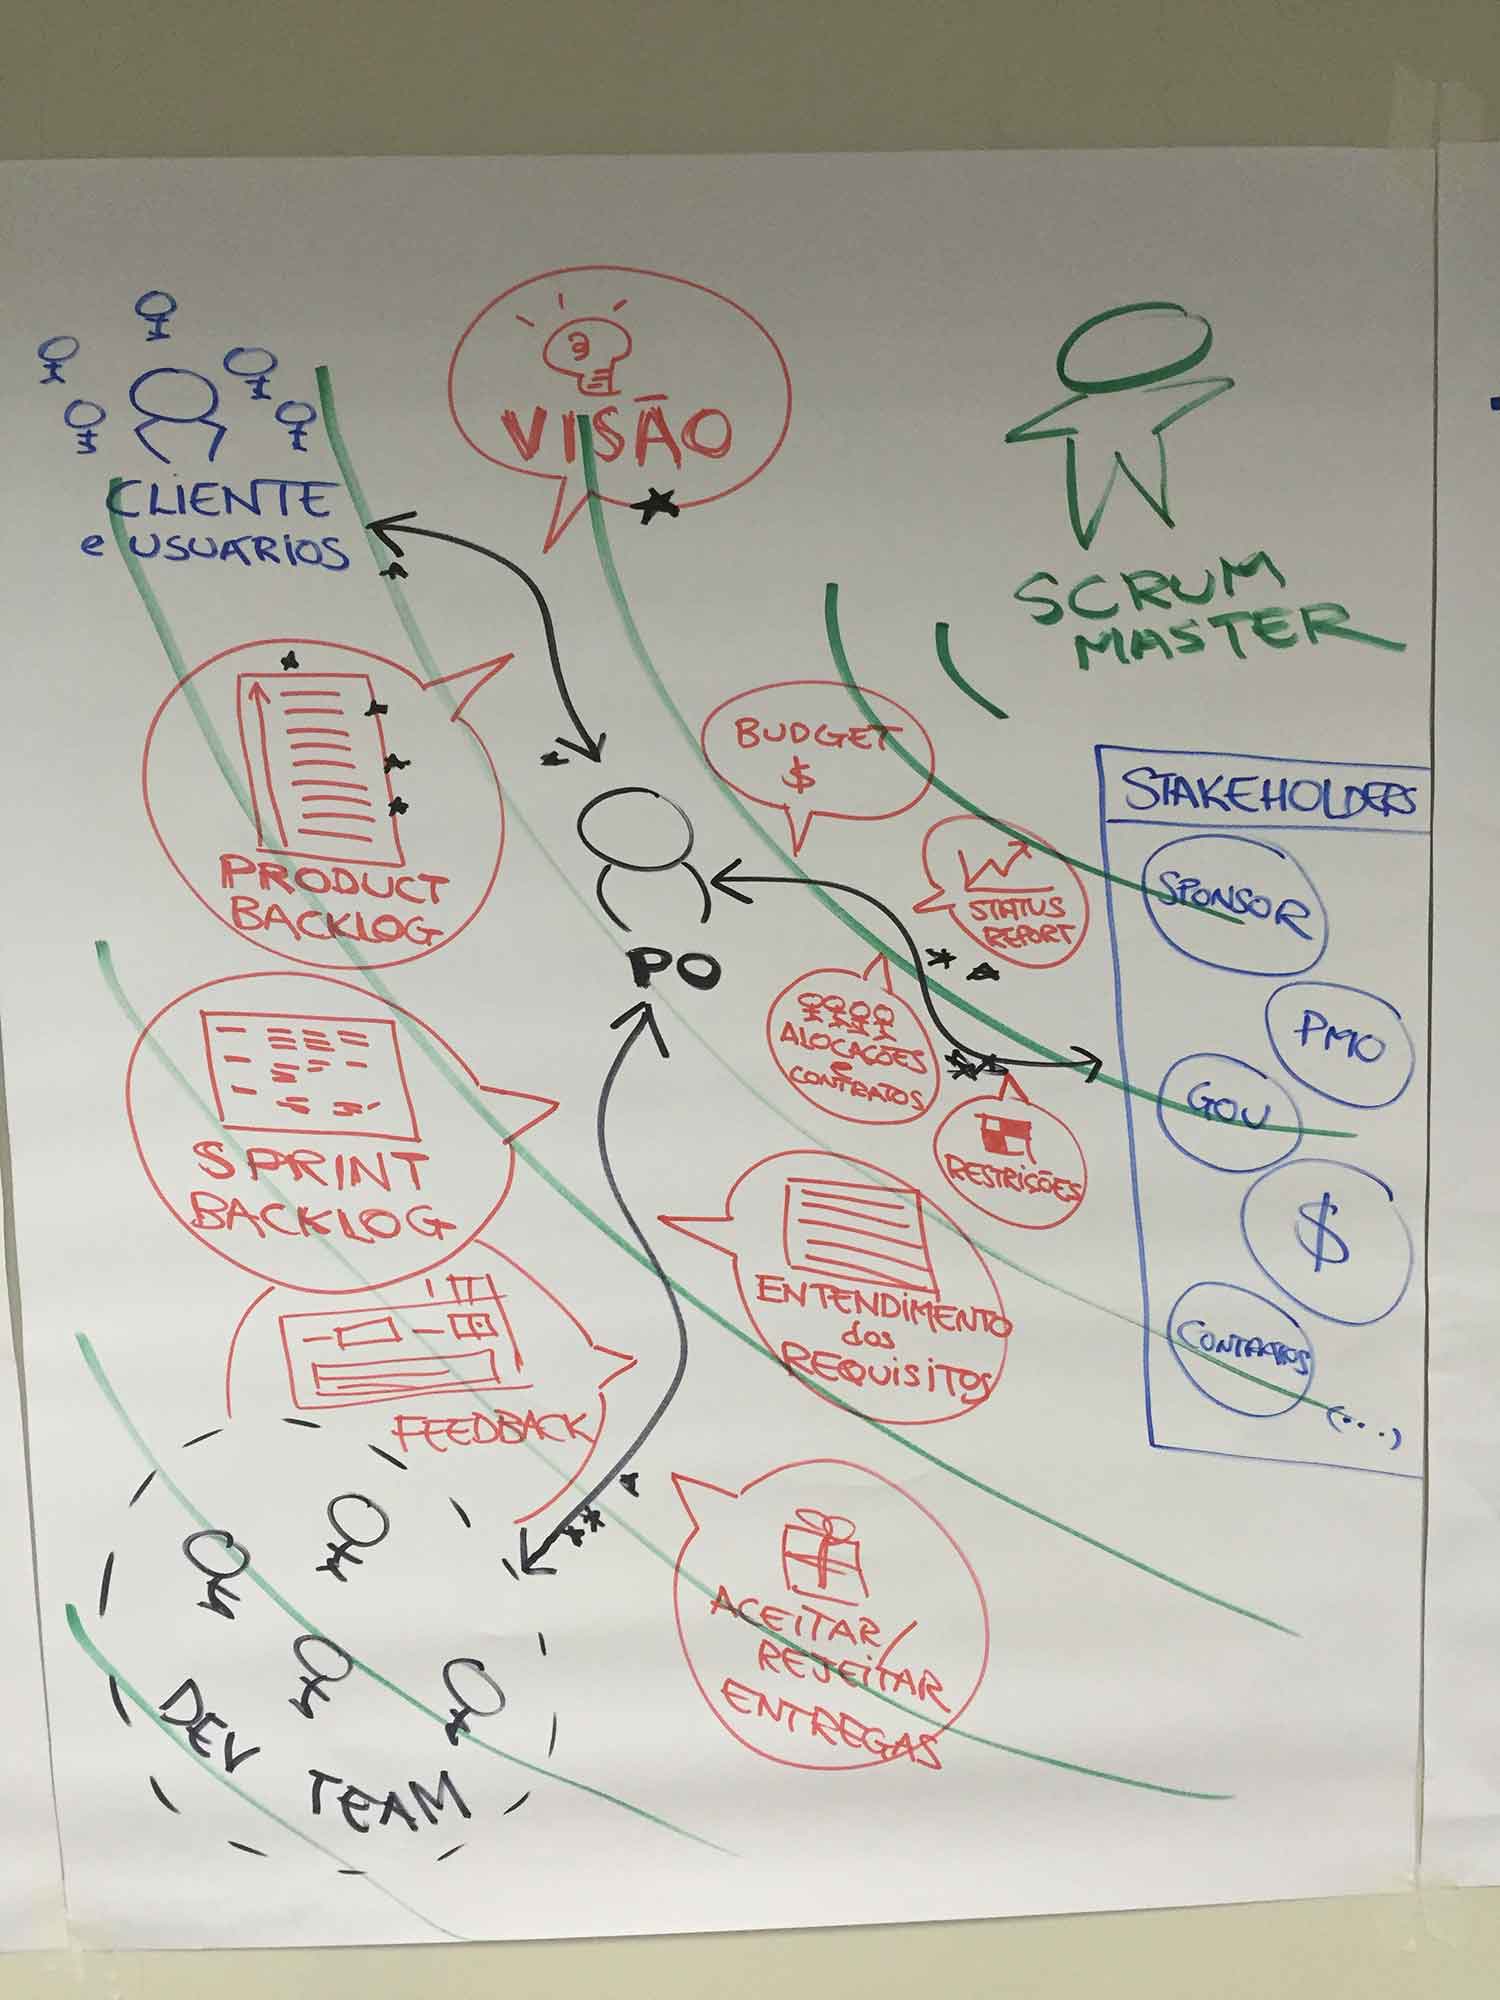 VISÃO
CLIENTE
e USUÁRIOS
SCRUM
MASTER
BUDGET
$
STAKEHOLDERS
SPONSOR
PMO
GOV
$
CONTRATOS
(...)
PRODUCT
BACKLOG
STATUS
REPORT
PO
ALOCAÇÕES
e
CONTRATOS
RESTRIÇÕES
SPRINT
BACKLOG
ENTENDIMENTO
dos
REQUISITOS
FEEDBACK
ACEITAR/
REJEITAR
ENTREGAS
DEV TEAM